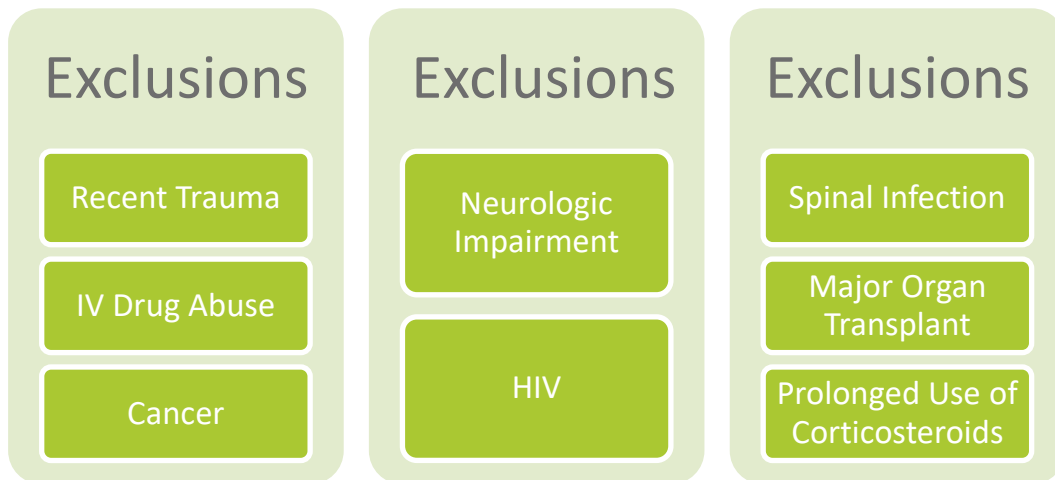 Exclusions
Recent Trauma
IV Drug Abuse
Cancer
Exclusions
Neurologic
Impairment
HIV
Exclusions
Spinal Infection
Major Organ
Transplant
Prolonged Use of
Corticosteroids